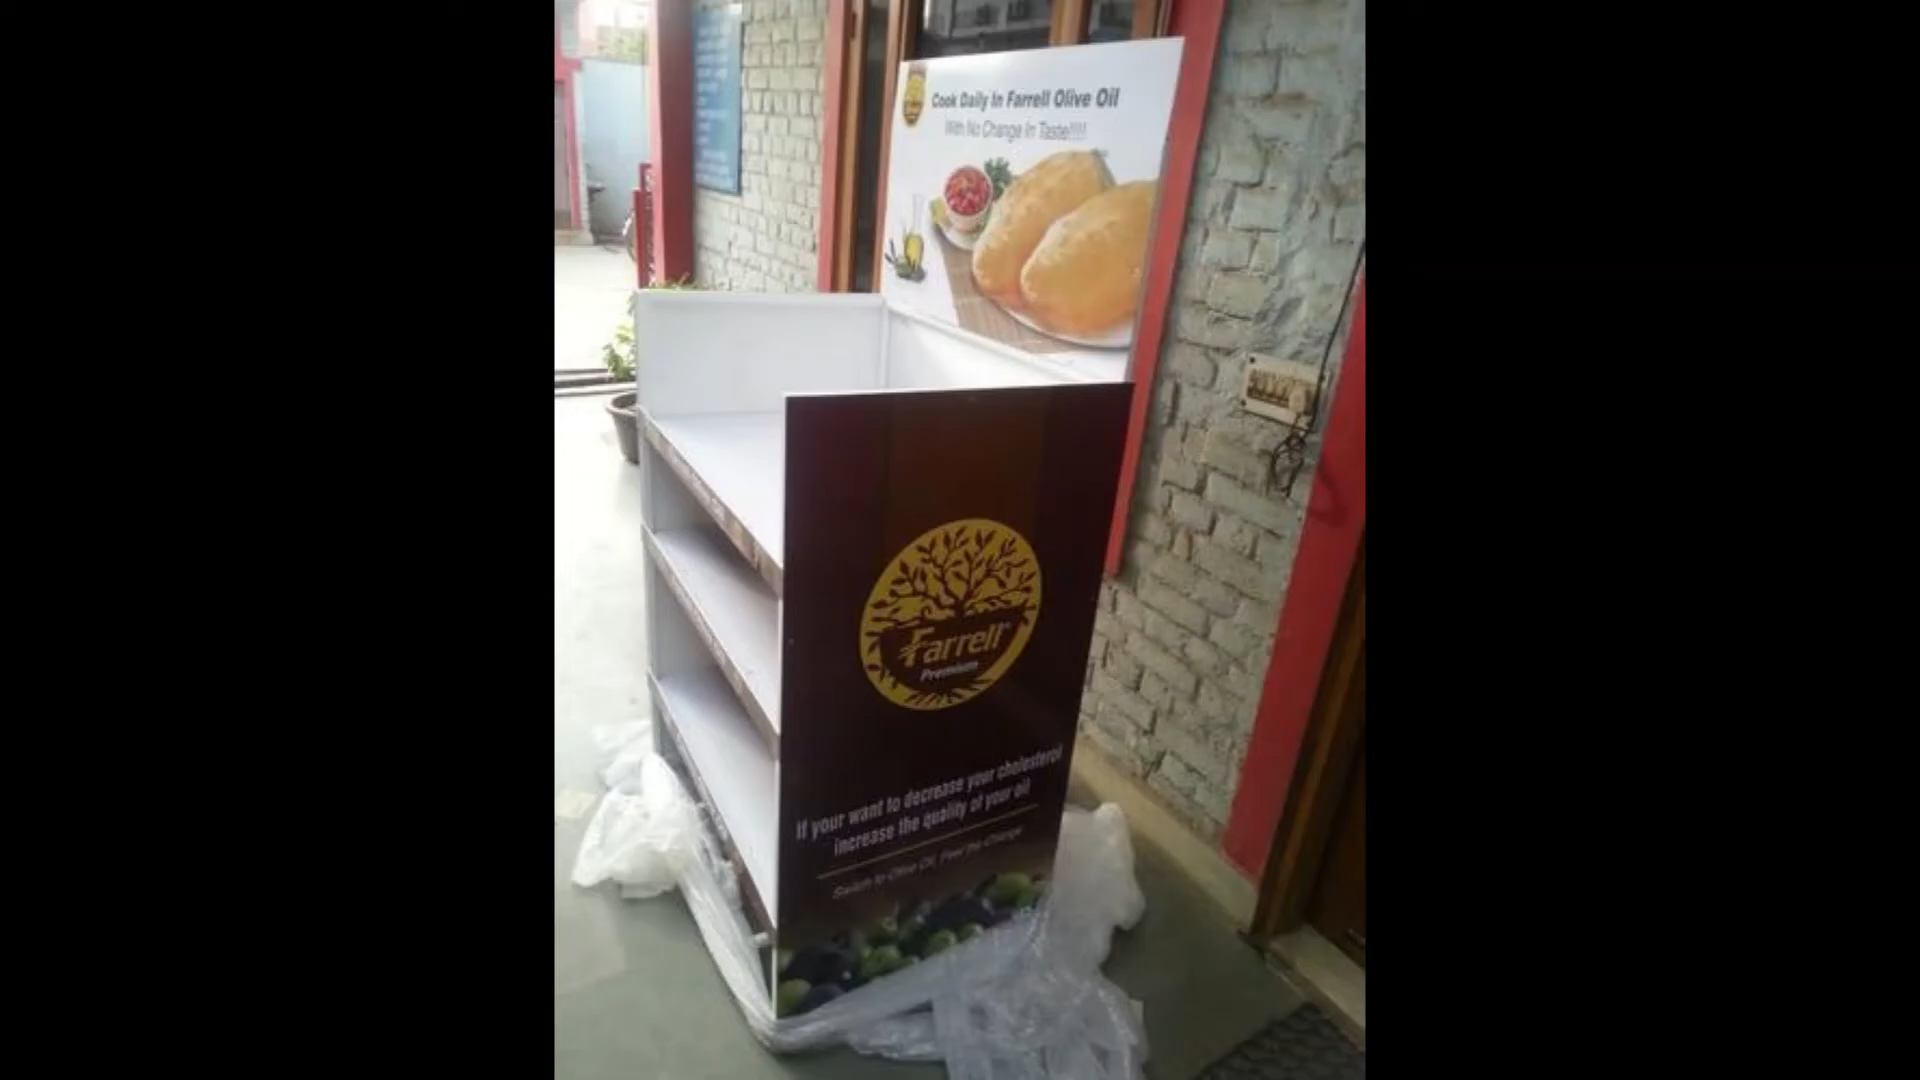 Cook Daily In Farrell Olive Oil
With No Change In Taste!!!!
Farrell
Premium
If your want to decrease your cholesterol
increase the quality of your oil
Switch to Olive Oil, Feel the Change